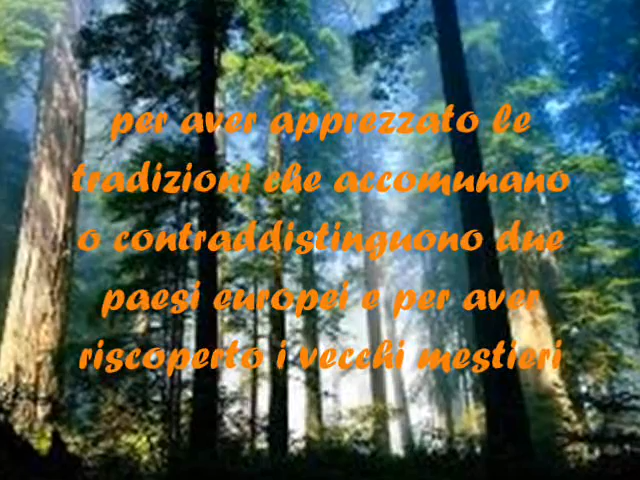 per aver apprezzato le
tradizioni che accomunano
o contraddistinguono due
paesi europei e per aver
riscoperto i vecchi mestieri